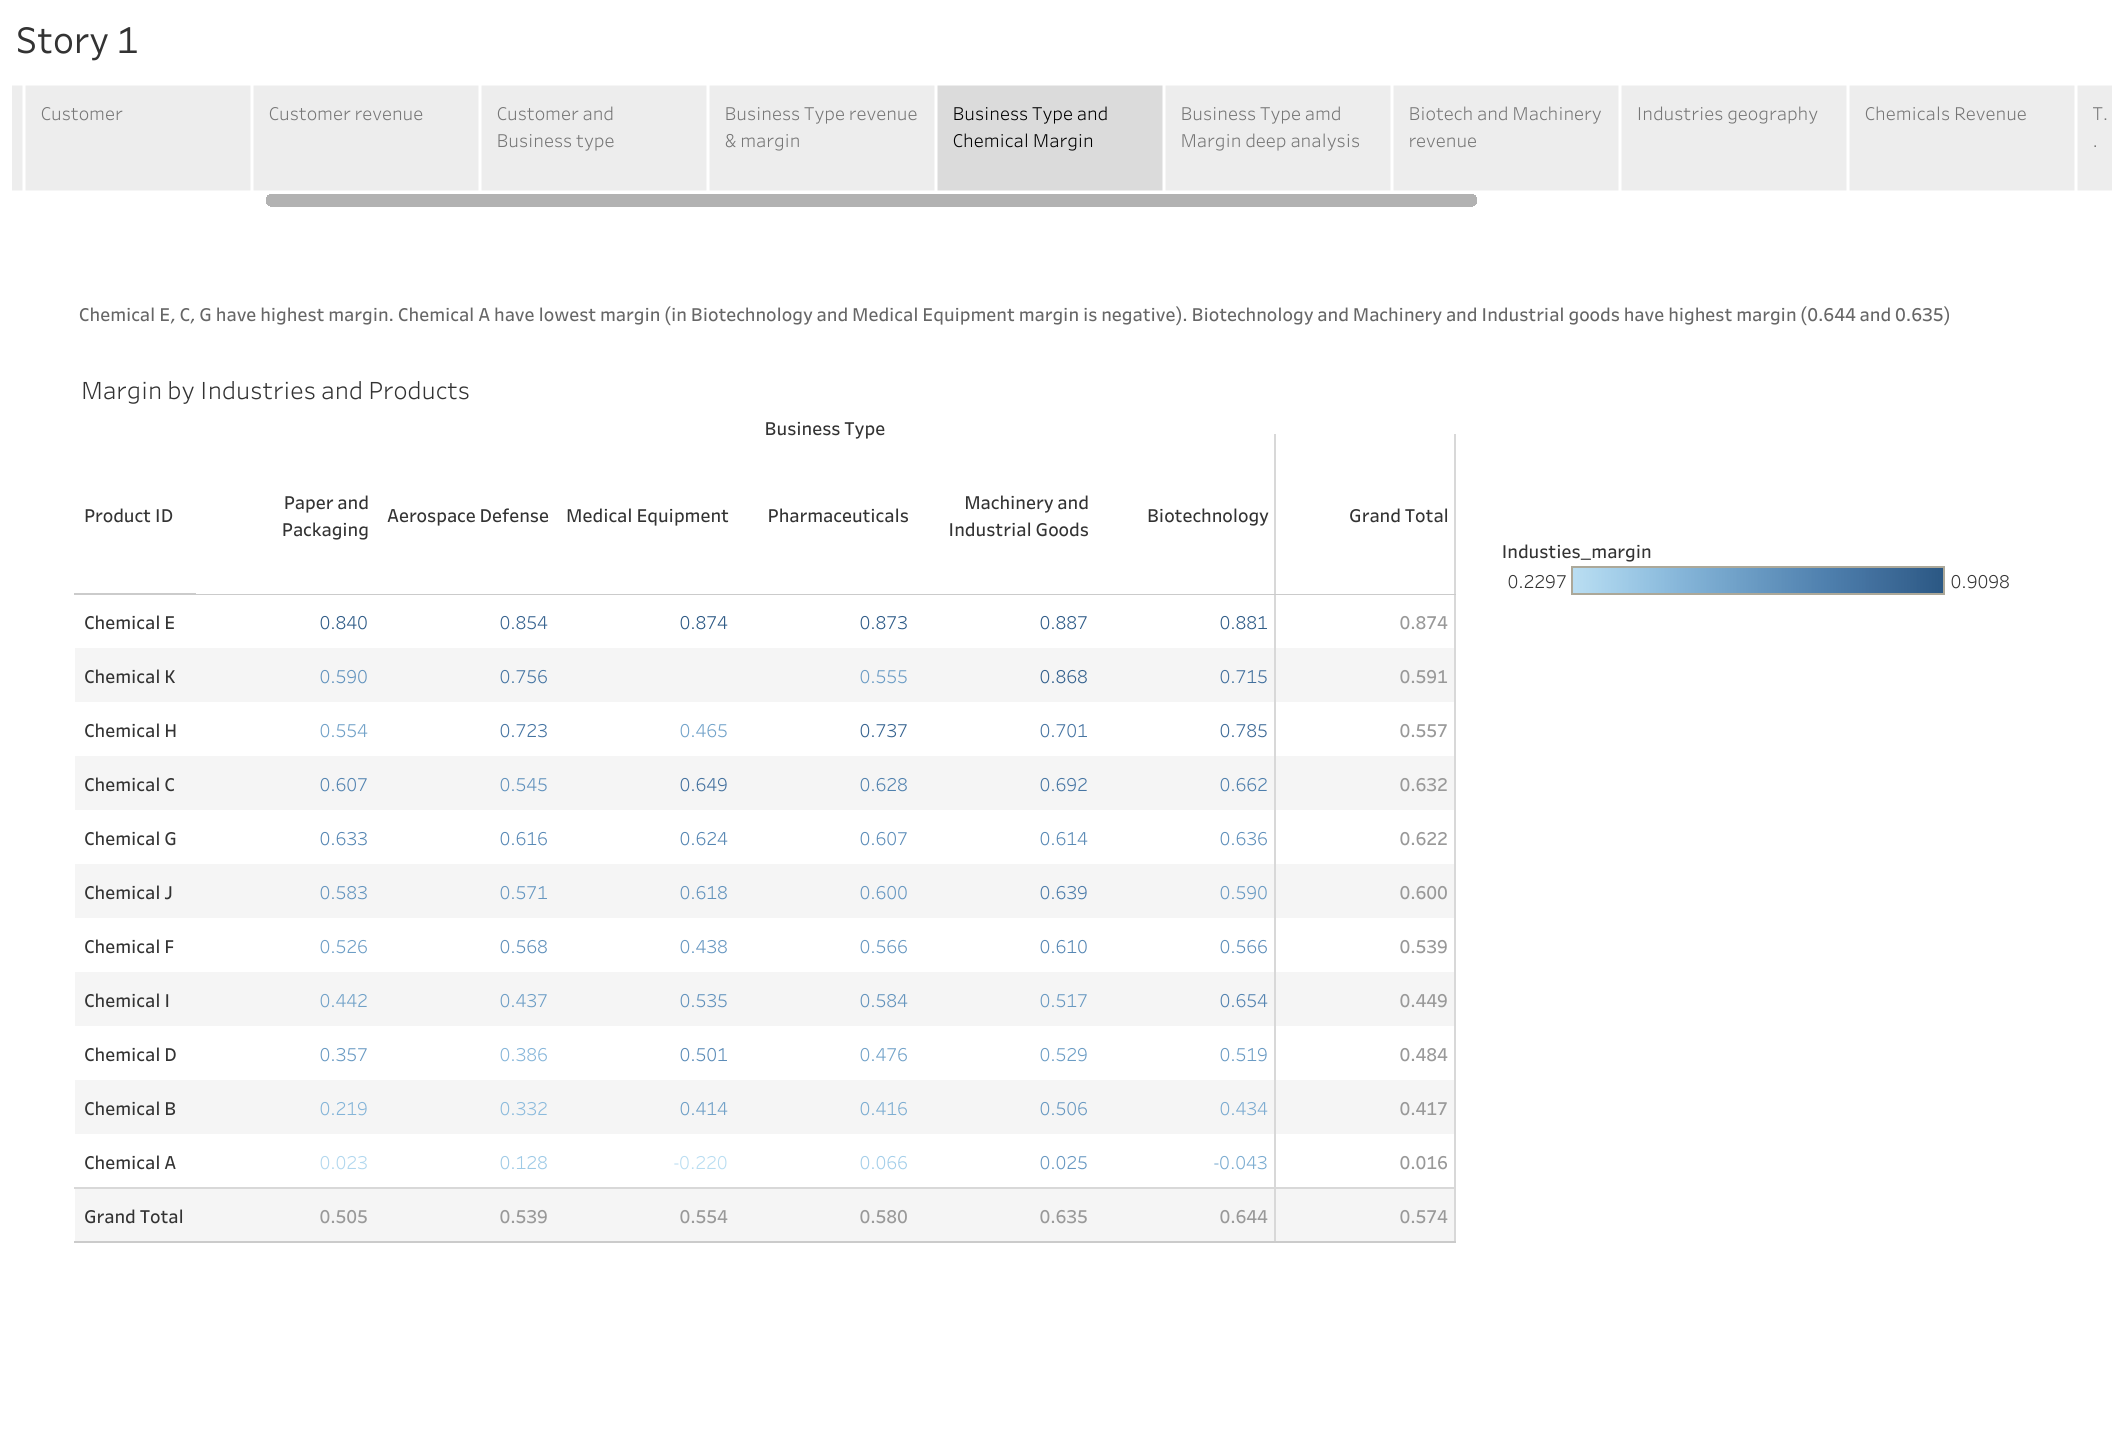 Story 1
Customer
Customer revenue
Customer and
Business type
Business Type revenue
& margin
Business Type and
Chemical Margin
Business Type amd
Margin deep analysis
Biotech and Machinery
revenue
Industries geography
Chemicals Revenue
T.
.
Chemical E, C, G have highest margin. Chemical A have lowest margin (in Biotechnology and Medical Equipment margin is negative). Biotechnology and Machinery and Industrial goods have highest margin (0.644 and 0.635)
Margin by Industries and Products
Business Type
Product ID
Paper and
Packaging
Aerospace Defense
Medical Equipment
Pharmaceuticals
Machinery and
Industrial Goods
Biotechnology
Grand Total
Industies_margin
0.2297 0.9098
Chemical E 0.840 0.854 0.874 0.873 0.887 0.881 0.874
Chemical K 0.590 0.756 0.555 0.868 0.715 0.591
Chemical H 0.554 0.723 0.465 0.737 0.701 0.785 0.557
Chemical C 0.607 0.545 0.649 0.628 0.692 0.662 0.632
Chemical G 0.633 0.616 0.624 0.607 0.614 0.636 0.622
Chemical J 0.583 0.571 0.618 0.600 0.639 0.590 0.600
Chemical F 0.526 0.568 0.438 0.566 0.610 0.566 0.539
Chemical I 0.442 0.437 0.535 0.584 0.517 0.654 0.449
Chemical D 0.357 0.386 0.501 0.476 0.529 0.519 0.484
Chemical B 0.219 0.332 0.414 0.416 0.506 0.434 0.417
Chemical A 0.023 0.128 -0.220 0.066 0.025 -0.043 0.016
Grand Total 0.505 0.539 0.554 0.580 0.635 0.644 0.574